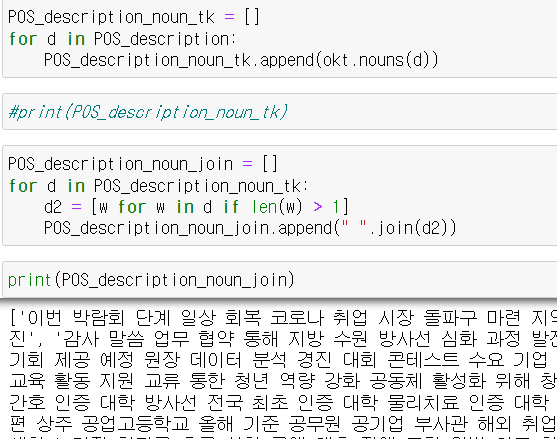 POS_description_noun_tk = []
for d in POS_description:
    POS_description_noun_tk.append(okt.nouns(d))
#print(POS_description_noun_tk)
POS_description_noun_join = []
for d in POS_description_noun_tk:
    d2 = [w for w in d if len(w) > 1]
    POS_description_noun_join.append(" ".join(d2))
print(POS_description_noun_join)
['이번 박람회 단계 일상 회복 코로나 취업 시장 돌파구 마련 지역
진', '감사 말씀 업무 협약 통해 지방 수원 방사선 심화 과정 발전
기회 제공 예정 원장 데이터 분석 경진 대회 콘테스트 수요 기업
교육 활동 지원 교류 통한 청년 역량 강화 공동체 활성화 위해 창
간호 인증 대학 방사선 전국 최초 인증 대학 물리치료 인증 대학
편 상주 공업고등학교 올해 기존 공무원 공기업 부사관 해외 취업